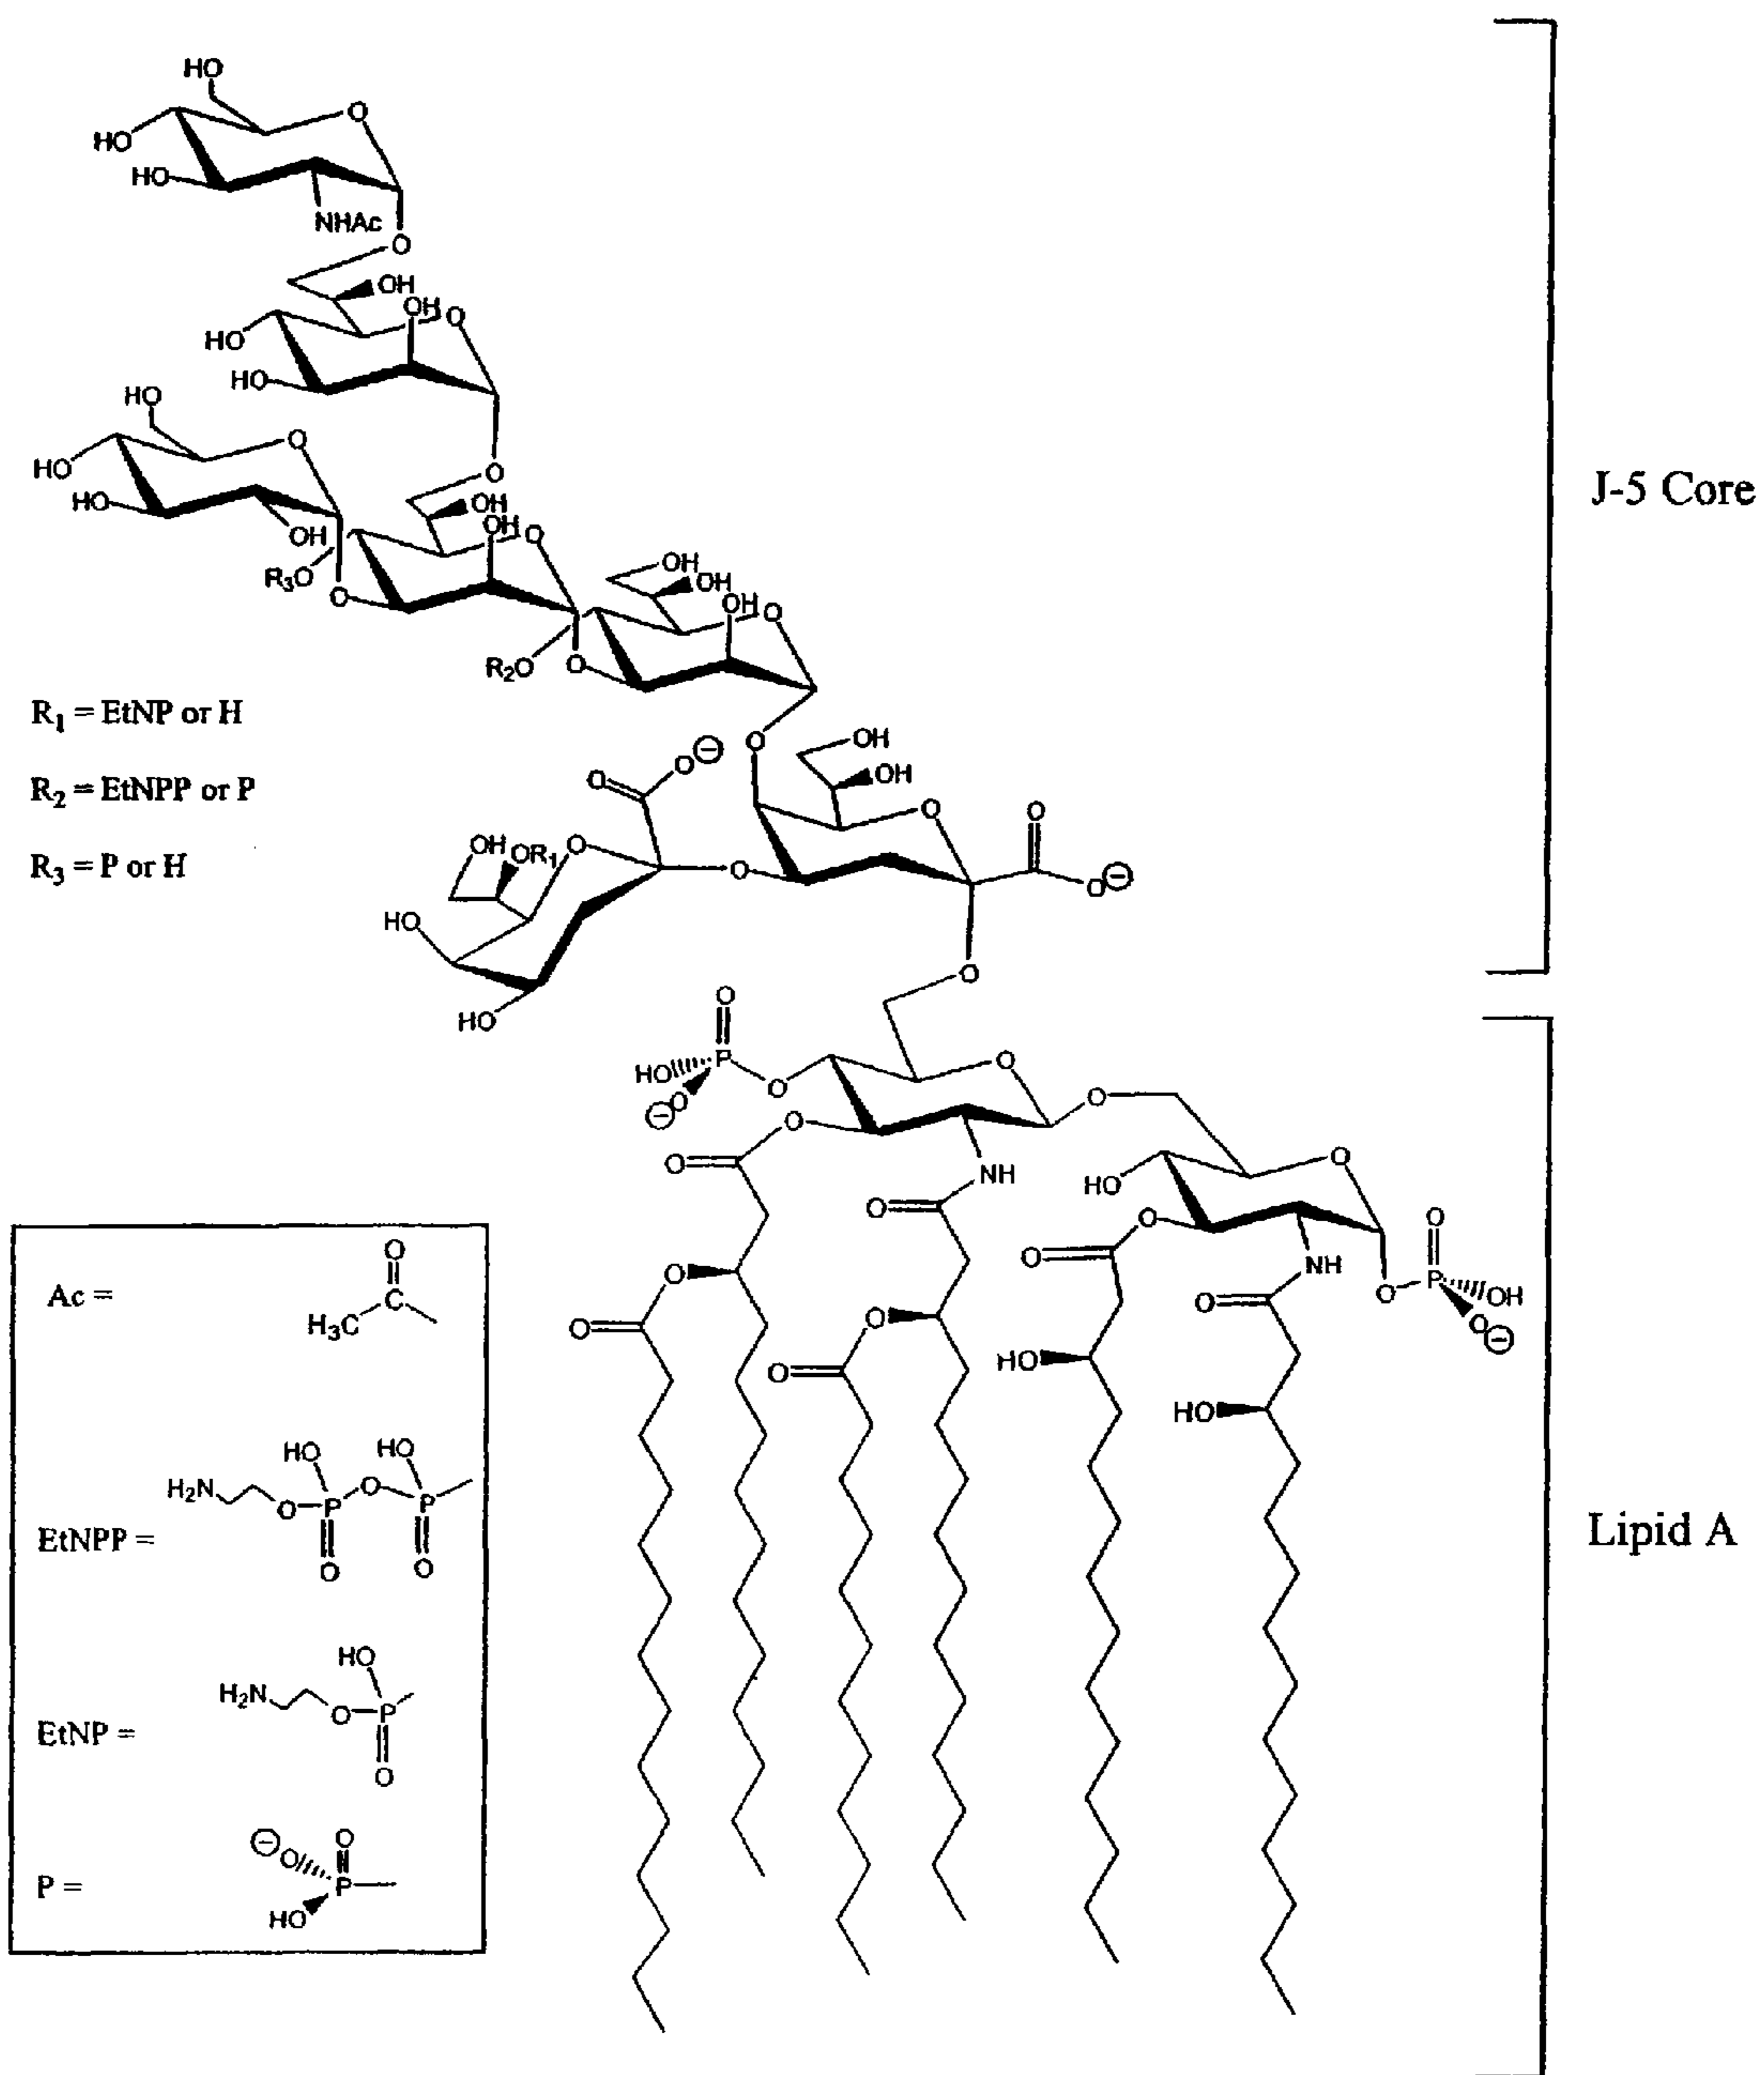 HO
O
HO
HO
NHAc
O
OH
OH
O
HO
HO
HO
O
HO
O
HO
OH
OH
O
OH
R₃O
O
OH
OH
OH
O
R₂O
O
R₁ = EtNP or H
R₂ = EtNPP or P
R₃ = P or H
O
OH
O
O⊖
OH
O
O
OH
OR₁
O
O
O⊖
HO
O
HO
O
HO
P
O
O
O⊖
O
O
O
NH
O
HO
O
O
O
O
NH
O
P
OH
O⊖
O
O
O
O
O
HO
HO
J-5 Core
Lipid A
Ac =
O
H₃C
C
EtNPP =
H₂N
O
HO
P
O
O
HO
P
O
EtNP =
H₂N
O
HO
P
O
P =
⊖O
O
P
HO